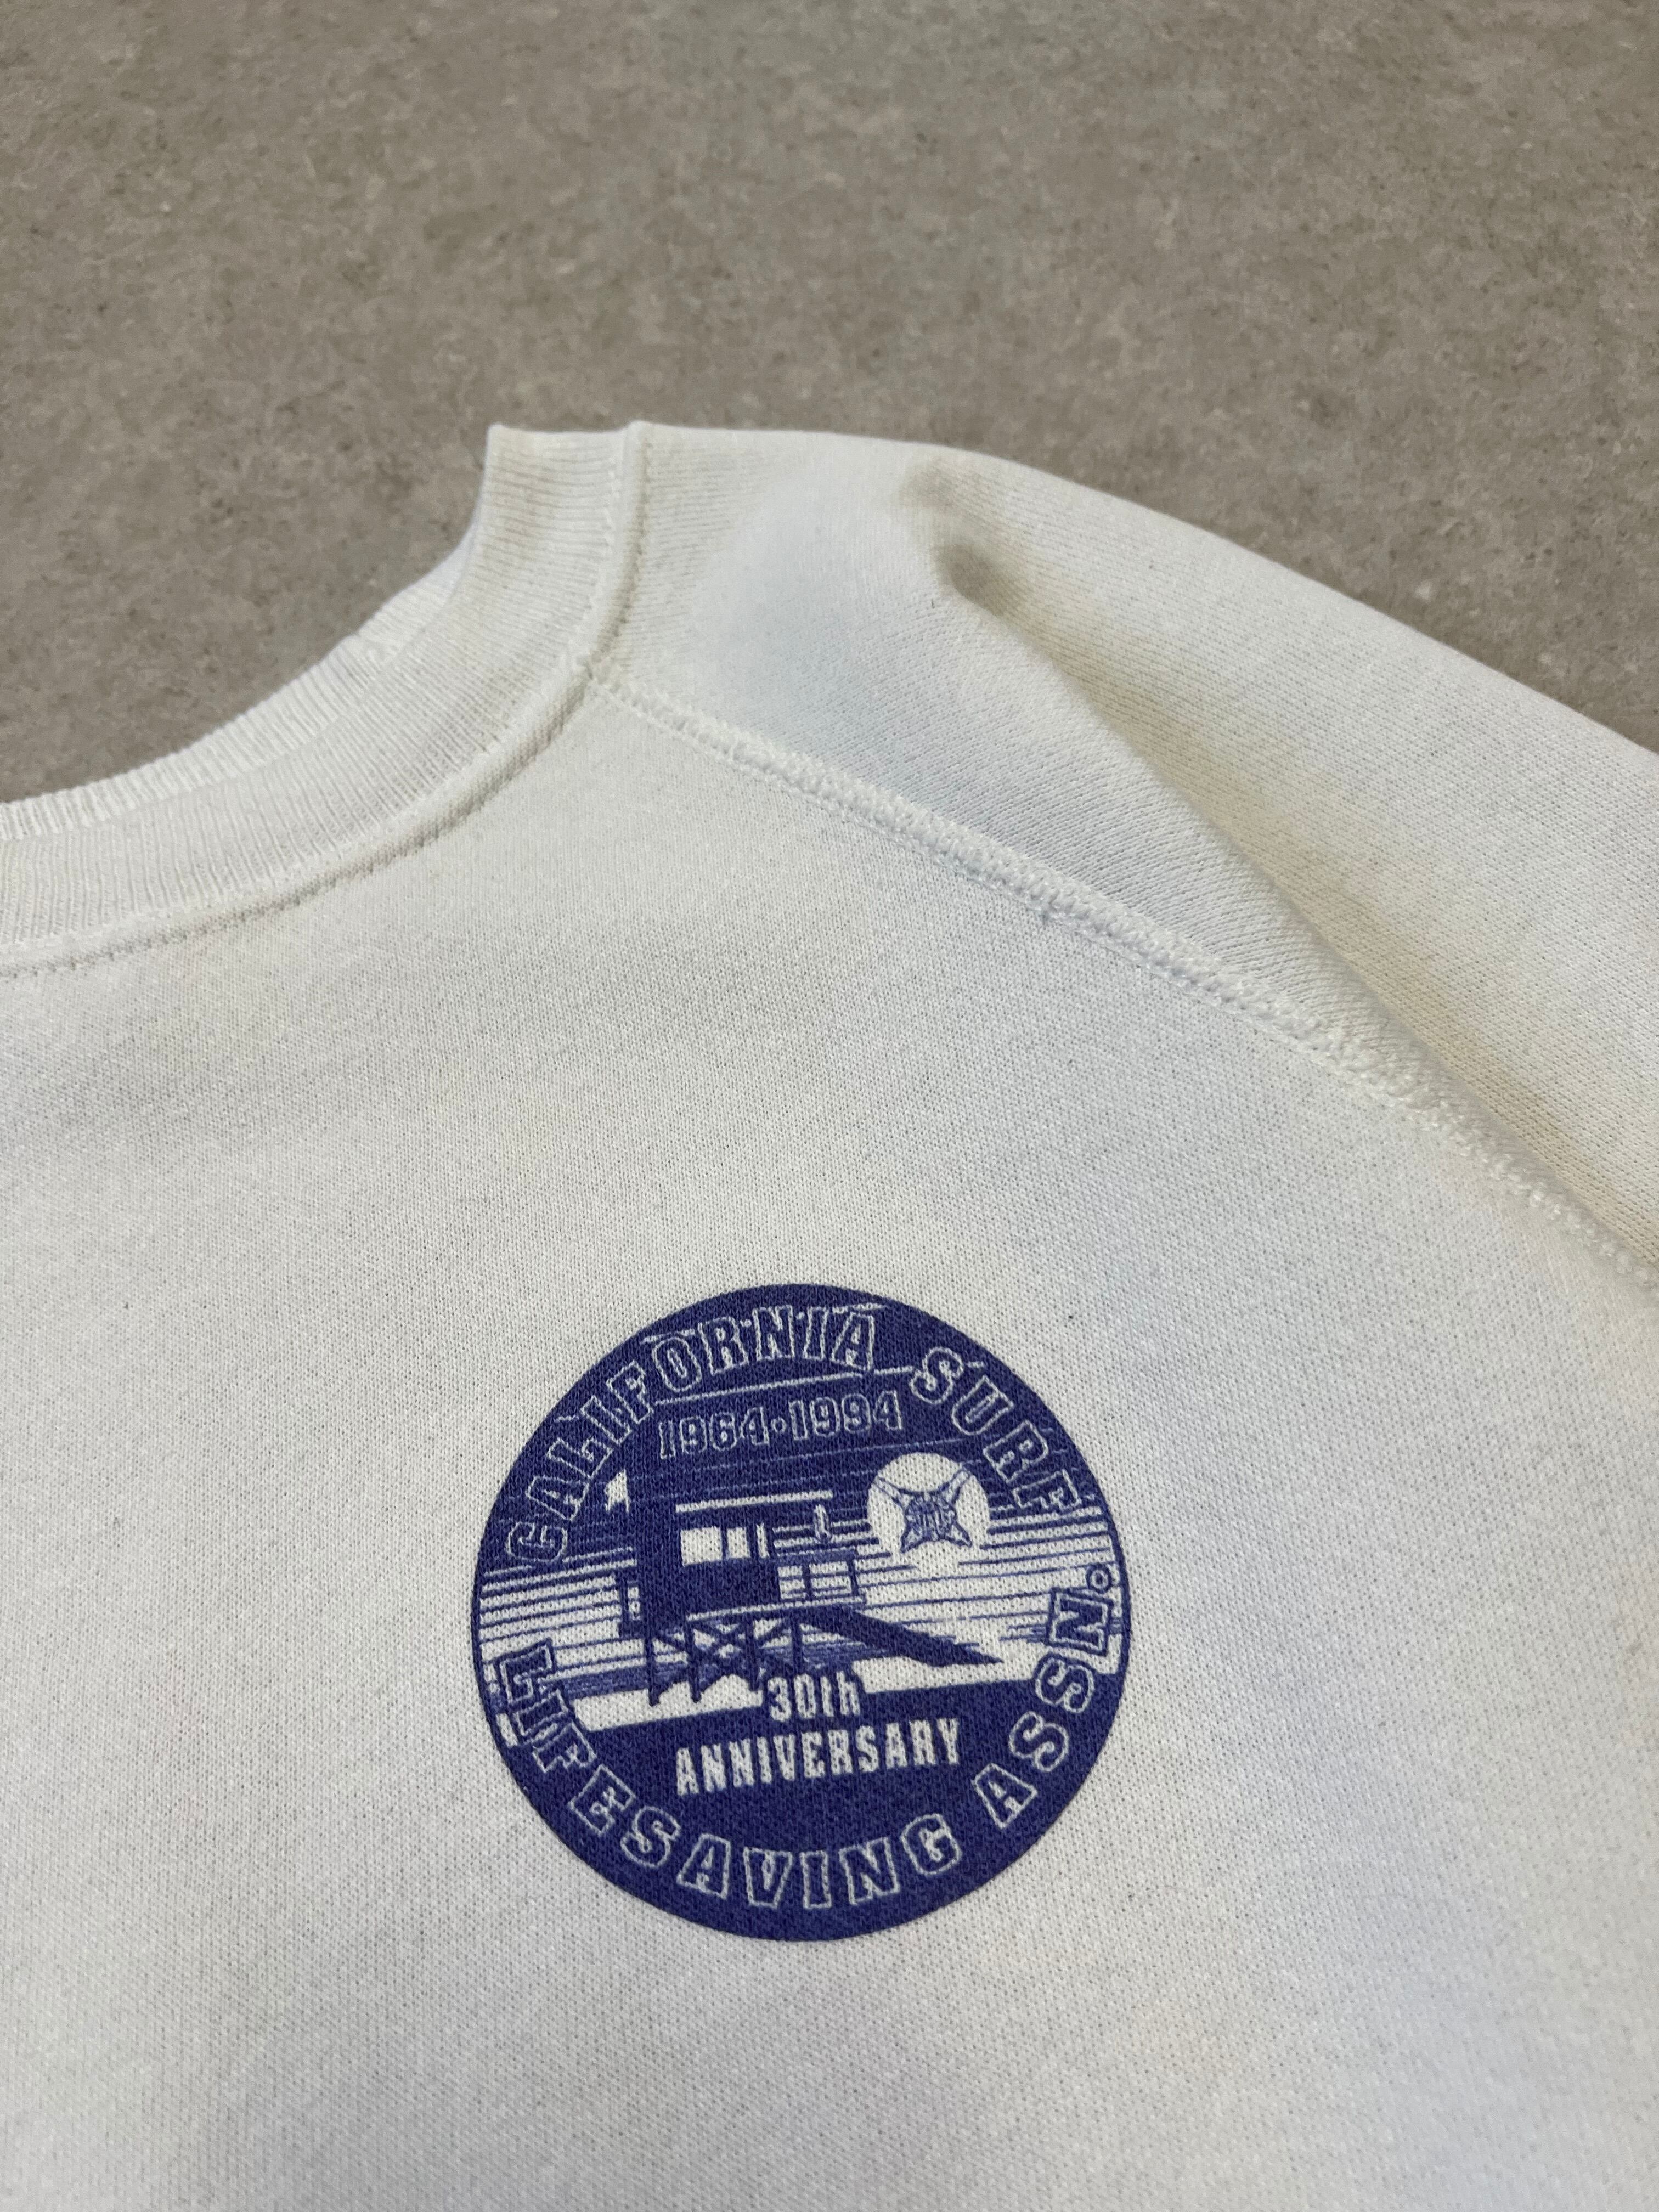 CALIFORNIA SURF
1964•1994
30th
ANNIVERSARY
LIFESAVING ASSN.